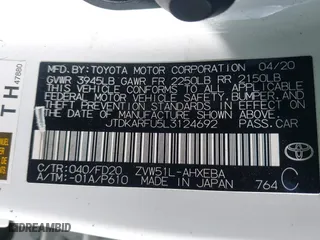 TH
47880
MFD. BY:TOYOTA MOTOR CORPORATION 04/20
GVWR 3945LB GAWR FR 2250LB RR 2150LB
THIS VEHICLE CONFORMS TO ALL APPLICABLE
FEDERAL MOTOR VEHICLE SAFETY, BUMPER, AND
THEFT PREVENTION STANDARDS IN EFFECT ON
THE DATE OF MANUFACTURE SHOWN ABOVE.
JTDKARFU5L3124692
PASS. CAR
C/TR:040/FD20 ZVW51L-AHXEBA
A/TM:-01A/P610 MADE IN JAPAN 764 C
TOYOTA